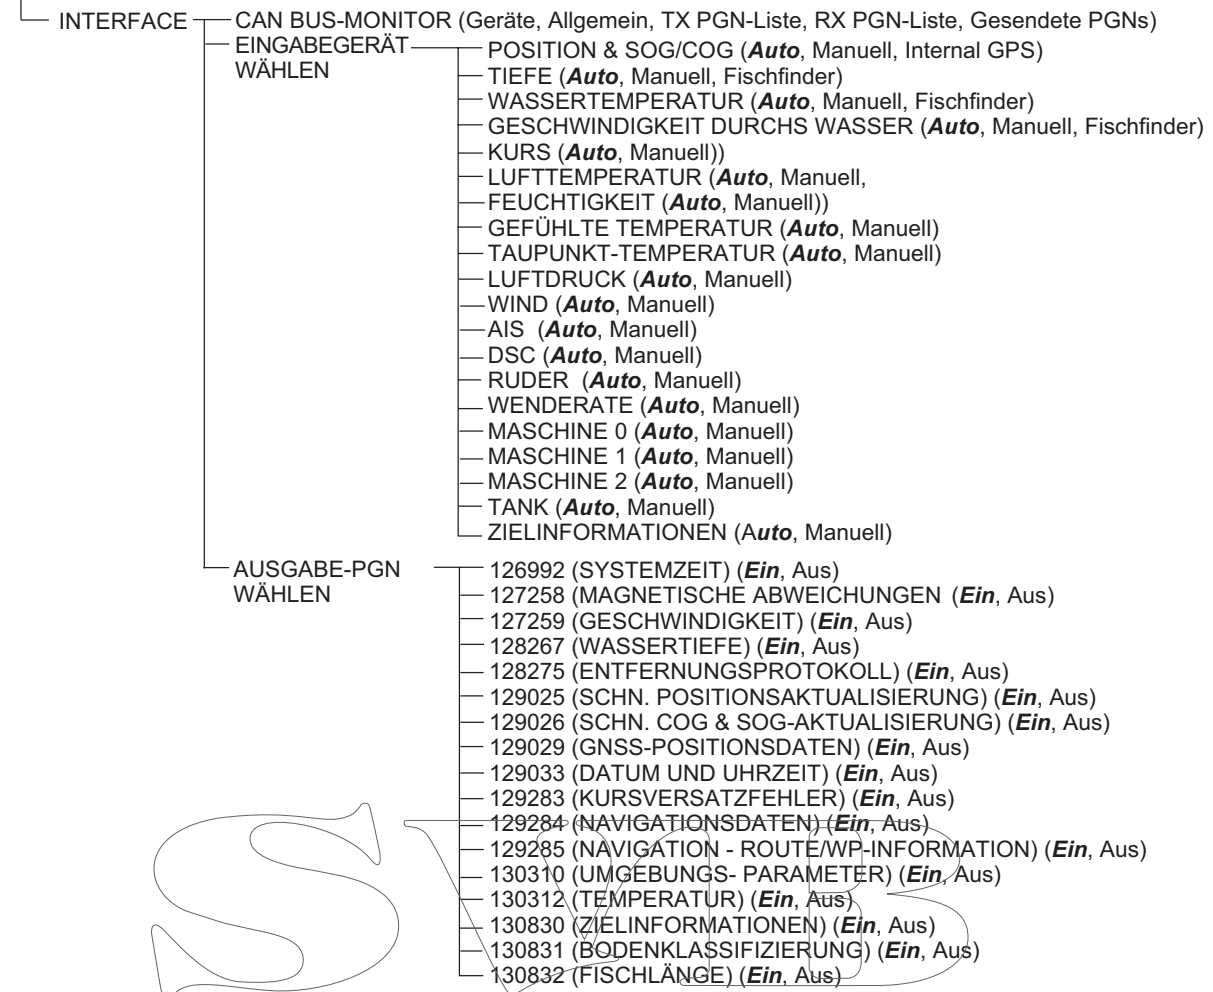 INTERFACE
CAN BUS-MONITOR (Geräte, Allgemein, TX PGN-Liste, RX PGN-Liste, Gesendete PGNs)
EINGABEGERÄT
WÄHLEN
POSITION & SOG/COG (Auto, Manuell, Internal GPS)
TIEFE (Auto, Manuell, Fischfinder)
WASSERTEMPERATUR (Auto, Manuell, Fischfinder)
GESCHWINDIGKEIT DURCHS WASSER (Auto, Manuell, Fischfinder)
KURS (Auto, Manuell))
LUFTTEMPERATUR (Auto, Manuell,
FEUCHTIGKEIT (Auto, Manuell))
GEFÜHLTE TEMPERATUR (Auto, Manuell)
TAUPUNKT-TEMPERATUR (Auto, Manuell)
LUFTDRUCK (Auto, Manuell)
WIND (Auto, Manuell)
AIS (Auto, Manuell)
DSC (Auto, Manuell)
RUDER (Auto, Manuell)
WENDERATE (Auto, Manuell)
MASCHINE 0 (Auto, Manuell)
MASCHINE 1 (Auto, Manuell)
MASCHINE 2 (Auto, Manuell)
TANK (Auto, Manuell)
ZIELINFORMATIONEN (Auto, Manuell)
AUSGABE-PGN
WÄHLEN
126992 (SYSTEMZEIT) (Ein, Aus)
127258 (MAGNETISCHE ABWEICHUNGEN (Ein, Aus)
127259 (GESCHWINDIGKEIT) (Ein, Aus)
128267 (WASSERTIEFE) (Ein, Aus)
128275 (ENTFERNUNGSPROTOKOLL) (Ein, Aus)
129025 (SCHN. POSITIONSAKTUALISIERUNG) (Ein, Aus)
129026 (SCHN. COG & SOG-AKTUALISIERUNG) (Ein, Aus)
129029 (GNSS-POSITIONSDATEN) (Ein, Aus)
129033 (DATUM UND UHRZEIT) (Ein, Aus)
129283 (KURSVERSATZFEHLER) (Ein, Aus)
129284 (NAVIGATIONSDATEN) (Ein, Aus)
129285 (NAVIGATION - ROUTE/WP-INFORMATION) (Ein, Aus)
130310 (UMGEBUNGS- PARAMETER) (Ein, Aus)
130312 (TEMPERATUR) (Ein, Aus)
130830 (ZIELINFORMATIONEN) (Ein, Aus)
130831 (BODENKLASSIFIZIERUNG) (Ein, Aus)
130832 (FISCHLÄNGE) (Ein, Aus)
SVB